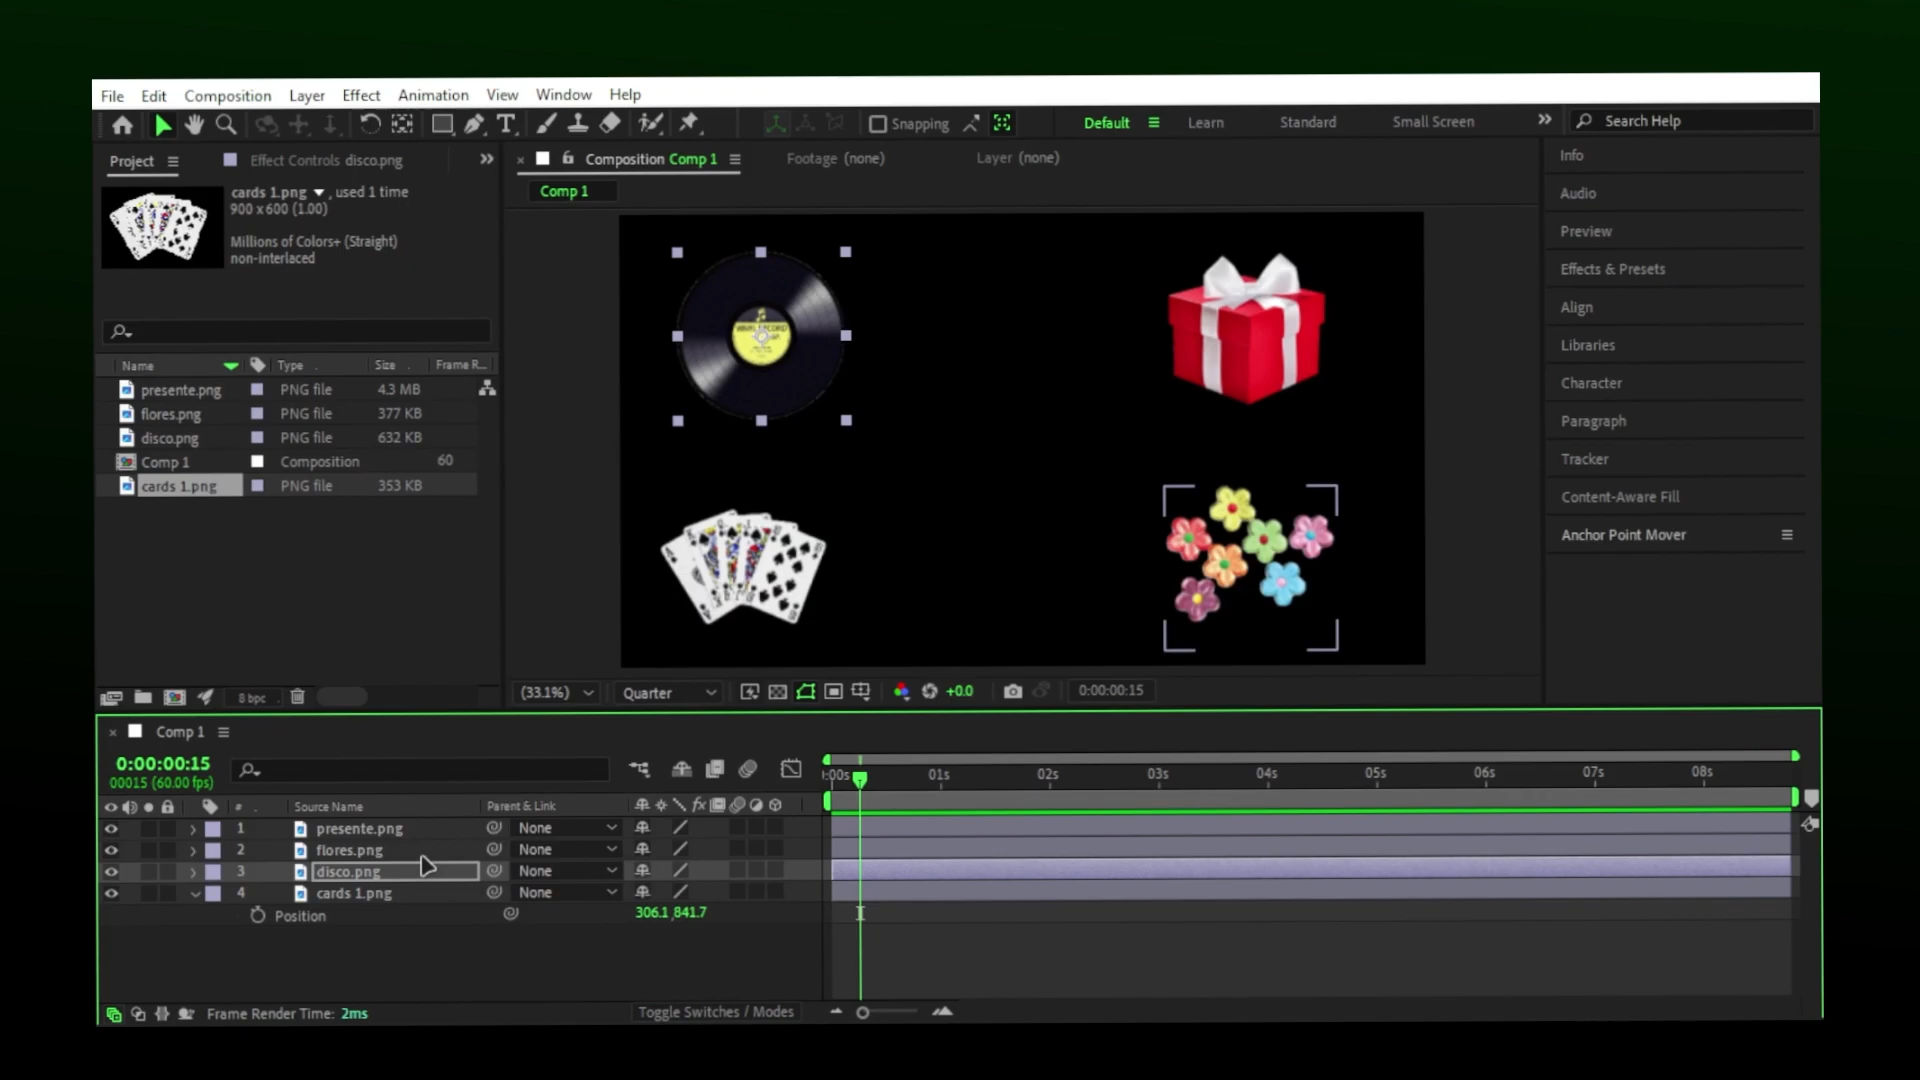 File Edit Composition Layer Effect Animation View Window Help
Snapping Default Learn Standard Small Screen Search Help
Project Effect Controls disco.png
Composition Comp 1 Footage (none) Layer (none)
Comp 1
cards 1.png , used 1 time
900 x 600 (1.00)
Millions of Colors+ (Straight)
non-interlaced
Name Type Size Frame R...
presente.png PNG file 4.3 MB
flores.png PNG file 377 KB
disco.png PNG file 632 KB
Comp 1 Composition 60
cards 1.png PNG file 353 KB
8 bpc
(33.1%) Quarter +0.0 0:00:00:15
Info
Audio
Preview
Effects & Presets
Align
Libraries
Character
Paragraph
Tracker
Content-Aware Fill
Anchor Point Mover
Comp 1
0:00:00:15
00015 (60.00 fps)
:00s 01s 02s 03s 04s 05s 06s 07s 08s
# Source Name Parent & Link fx
1 presente.png None
2 flores.png None
3 disco.png None
4 cards 1.png None
Position 306.1,841.7
Frame Render Time: 2ms Toggle Switches / Modes